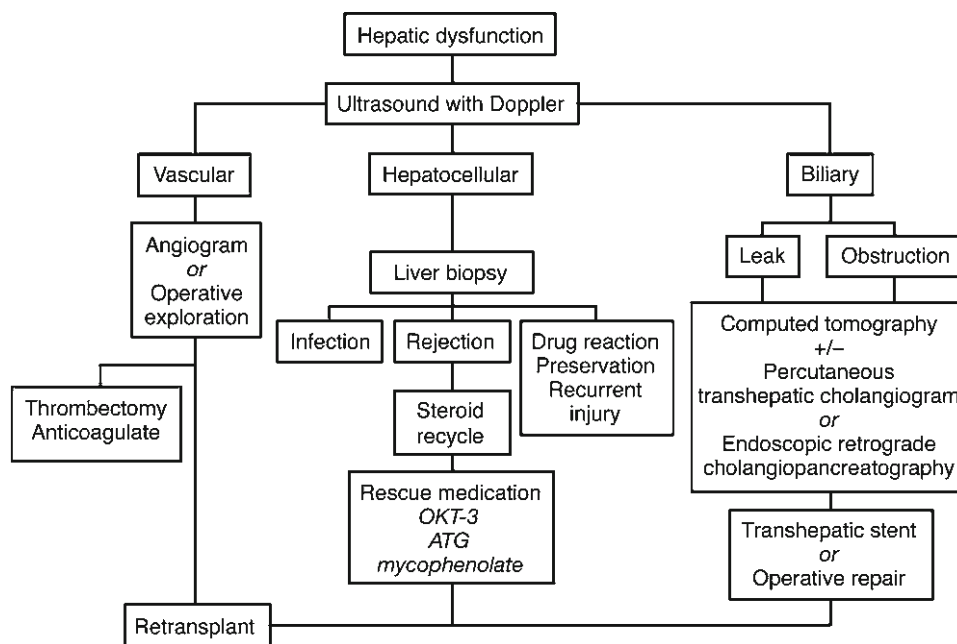 Hepatic dysfunction
Ultrasound with Doppler
Vascular
Hepatocellular
Biliary
Angiogram
or
Operative
exploration
Liver biopsy
Leak
Obstruction
Infection
Rejection
Drug reaction
Preservation
Recurrent
injury
Computed tomography
+/–
Percutaneous
transhepatic cholangiogram
or
Endoscopic retrograde
cholangiopancreatography
Thrombectomy
Anticoagulate
Steroid
recycle
Rescue medication
OKT-3
ATG
mycophenolate
Transhepatic stent
or
Operative repair
Retransplant